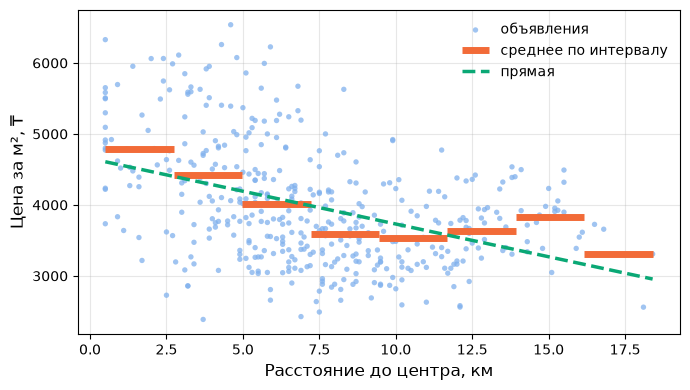 объявления
среднее по интервалу
прямая
Цена за м², ₸
6000
5000
4000
3000
0.0 2.5 5.0 7.5 10.0 12.5 15.0 17.5
Расстояние до центра, км